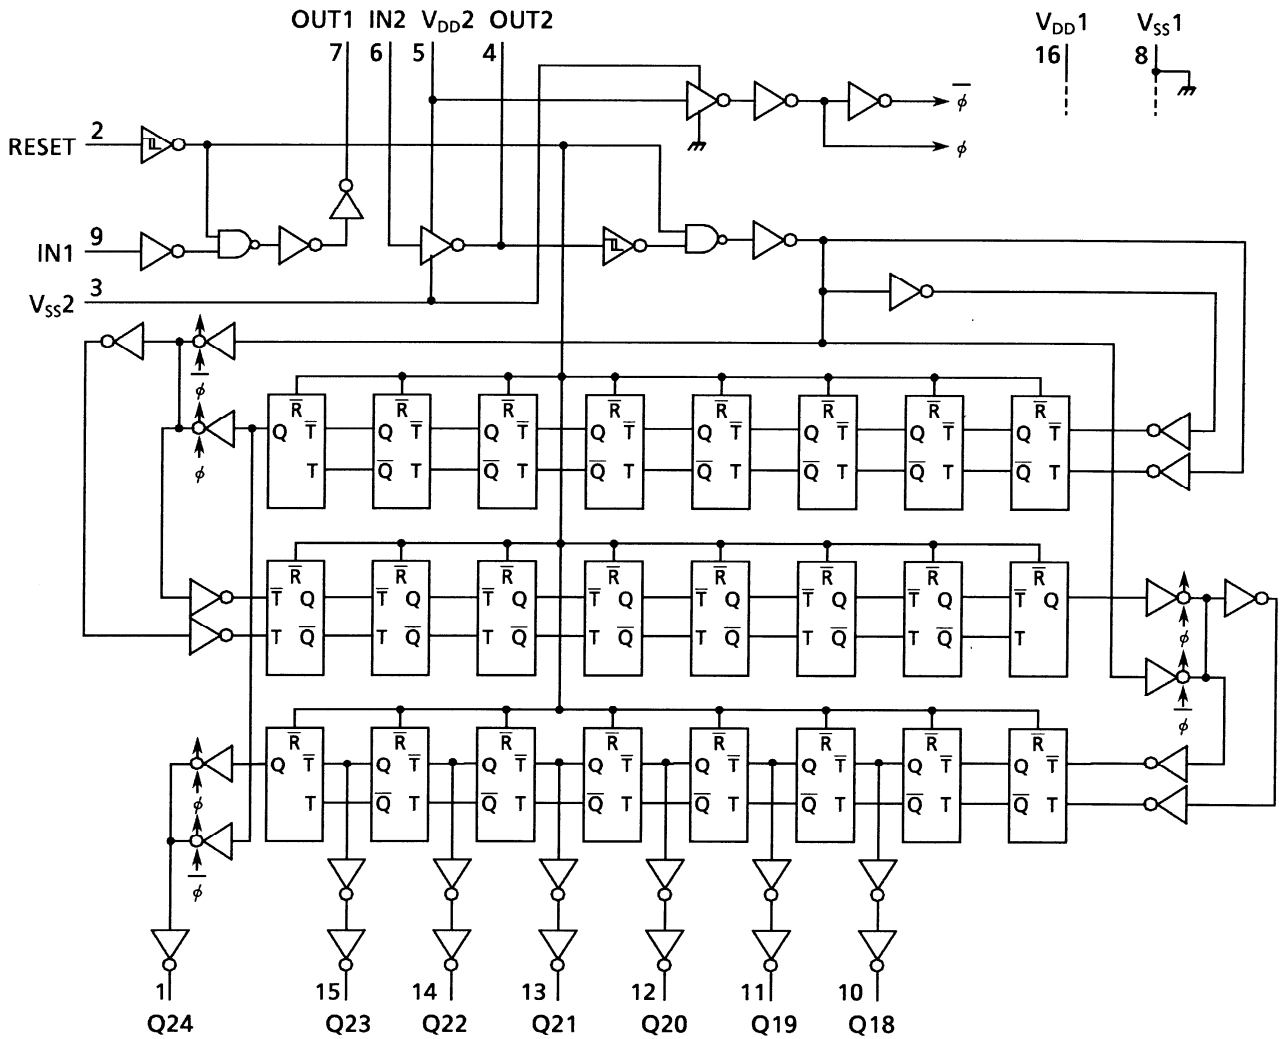 OUT1 IN2 VDD2 OUT2 VDD1 VSS1
7 6 5 4 16 8
φ̅
RESET 2 φ
IN1 9
VSS2 3
φ̅
R̅ R̅ R̅ R̅ R̅ R̅ R̅ R̅
Q T̅ Q T̅ Q T̅ Q T̅ Q T̅ Q T̅ Q T̅ Q T̅
φ T Q̅ T Q̅ T Q̅ T Q̅ T Q̅ T Q̅ T Q̅ T
R̅ R̅ R̅ R̅ R̅ R̅ R̅ R̅
T̅ Q T̅ Q T̅ Q T̅ Q T̅ Q T̅ Q T̅ Q T̅ Q
T Q̅ T Q̅ T Q̅ T Q̅ T Q̅ T Q̅ T Q̅ T φ
φ̅
R̅ R̅ R̅ R̅ R̅ R̅ R̅ R̅
Q T̅ Q T̅ Q T̅ Q T̅ Q T̅ Q T̅ Q T̅ Q T̅
φ T Q̅ T Q̅ T Q̅ T Q̅ T Q̅ T Q̅ T Q̅ T
φ̅
1 15 14 13 12 11 10
Q24 Q23 Q22 Q21 Q20 Q19 Q18